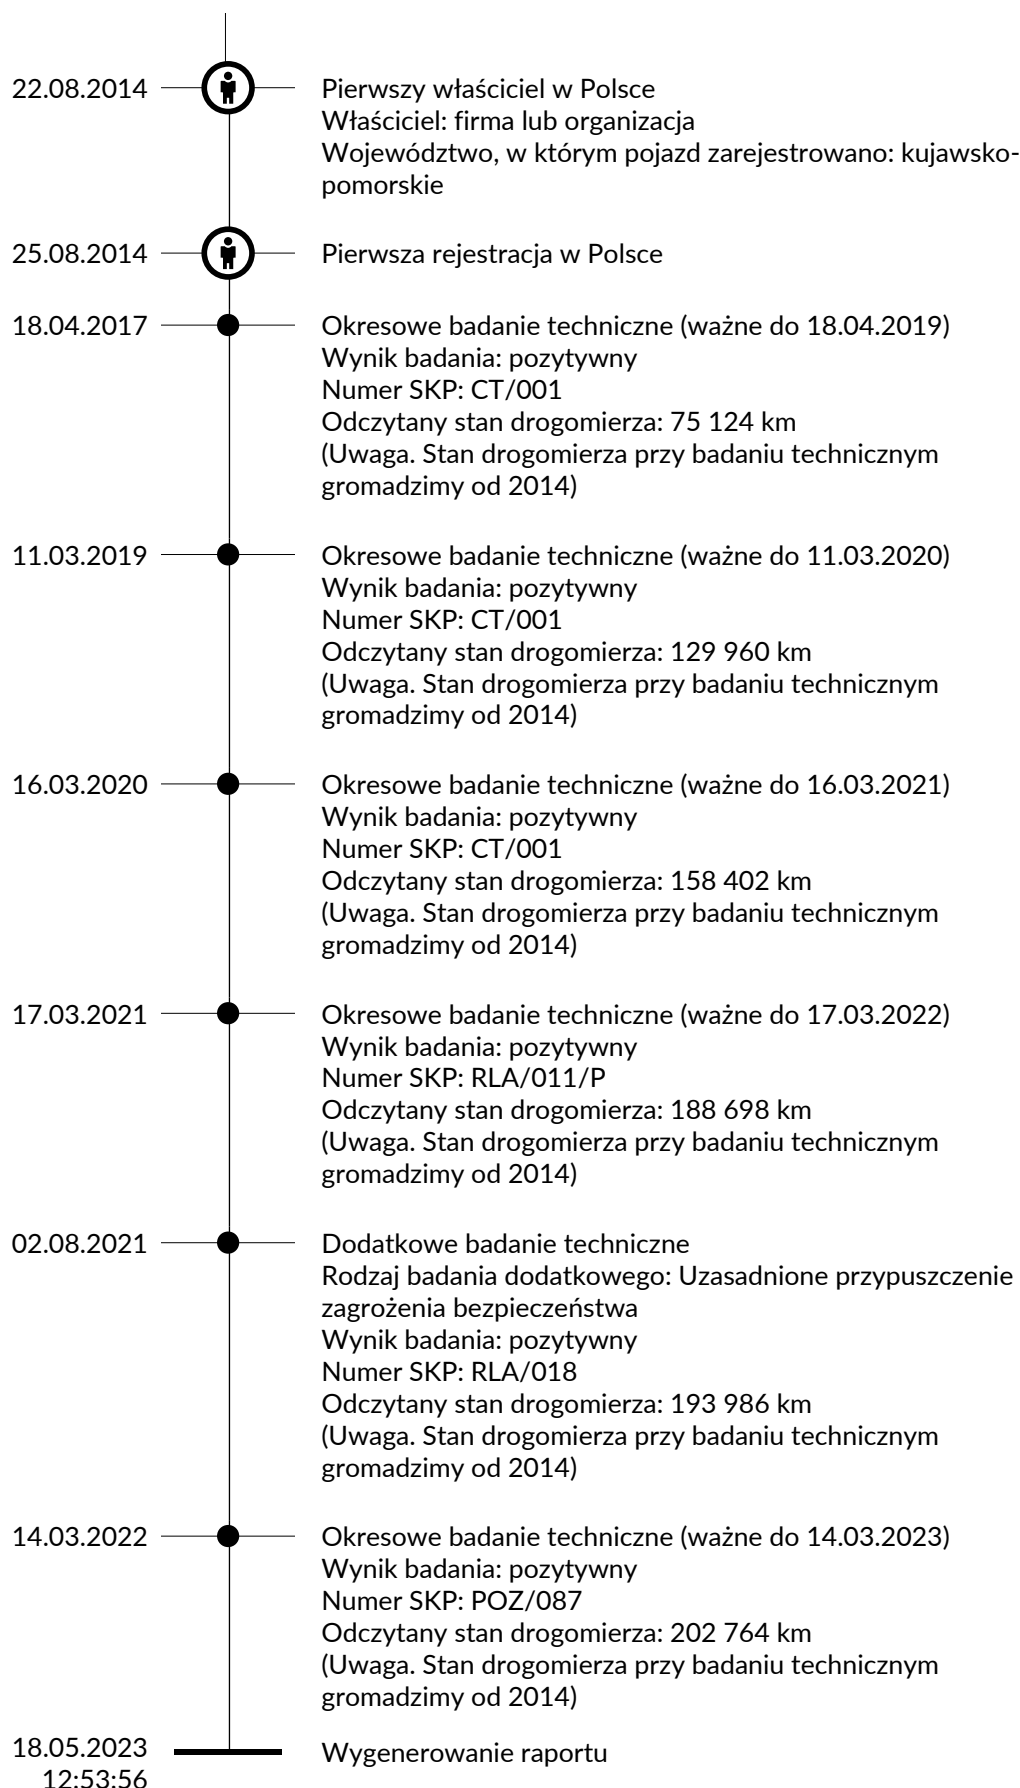 22.08.2014
Pierwszy właściciel w Polsce
Właściciel: firma lub organizacja
Województwo, w którym pojazd zarejestrowano: kujawsko-
pomorskie
25.08.2014
Pierwsza rejestracja w Polsce
18.04.2017
Okresowe badanie techniczne (ważne do 18.04.2019)
Wynik badania: pozytywny
Numer SKP: CT/001
Odczytany stan drogomierza: 75 124 km
(Uwaga. Stan drogomierza przy badaniu technicznym
gromadzimy od 2014)
11.03.2019
Okresowe badanie techniczne (ważne do 11.03.2020)
Wynik badania: pozytywny
Numer SKP: CT/001
Odczytany stan drogomierza: 129 960 km
(Uwaga. Stan drogomierza przy badaniu technicznym
gromadzimy od 2014)
16.03.2020
Okresowe badanie techniczne (ważne do 16.03.2021)
Wynik badania: pozytywny
Numer SKP: CT/001
Odczytany stan drogomierza: 158 402 km
(Uwaga. Stan drogomierza przy badaniu technicznym
gromadzimy od 2014)
17.03.2021
Okresowe badanie techniczne (ważne do 17.03.2022)
Wynik badania: pozytywny
Numer SKP: RLA/011/P
Odczytany stan drogomierza: 188 698 km
(Uwaga. Stan drogomierza przy badaniu technicznym
gromadzimy od 2014)
02.08.2021
Dodatkowe badanie techniczne
Rodzaj badania dodatkowego: Uzasadnione przypuszczenie
zagrożenia bezpieczeństwa
Wynik badania: pozytywny
Numer SKP: RLA/018
Odczytany stan drogomierza: 193 986 km
(Uwaga. Stan drogomierza przy badaniu technicznym
gromadzimy od 2014)
14.03.2022
Okresowe badanie techniczne (ważne do 14.03.2023)
Wynik badania: pozytywny
Numer SKP: POZ/087
Odczytany stan drogomierza: 202 764 km
(Uwaga. Stan drogomierza przy badaniu technicznym
gromadzimy od 2014)
18.05.2023
12:53:56
Wygenerowanie raportu